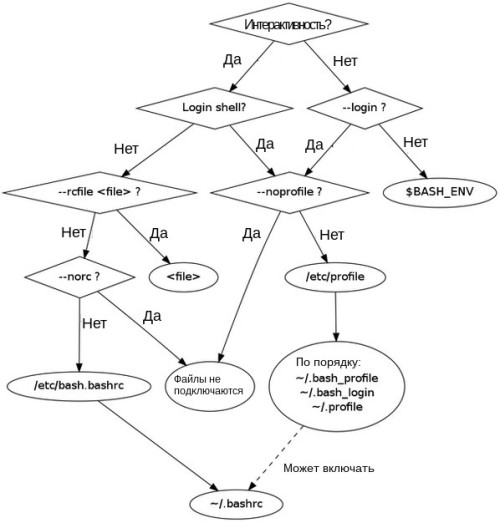 Интерактивность?
Да
Нет
Login shell?
--login ?
Нет
Да
Да
Нет
--rcfile <file> ?
--noprofile ?
$BASH_ENV
Нет
Да
Да
Нет
--norc ?
<file>
/etc/profile
Нет
Да
/etc/bash.bashrc
Файлы не
подключаются
По порядку:
~/.bash_profile
~/.bash_login
~/.profile
Может включать
~/.bashrc